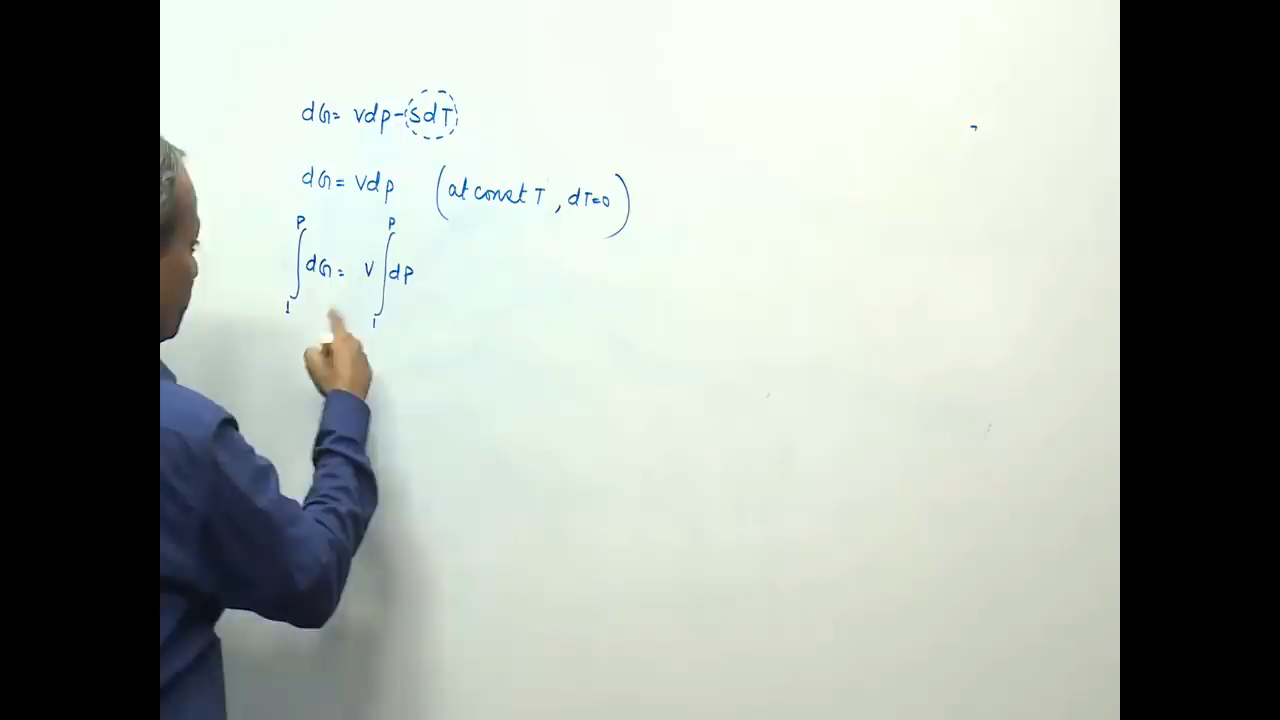 dG= Vdp-SdT
dG= Vdp (at const T, dT=0)
P P
∫dG= V ∫dP
1 1